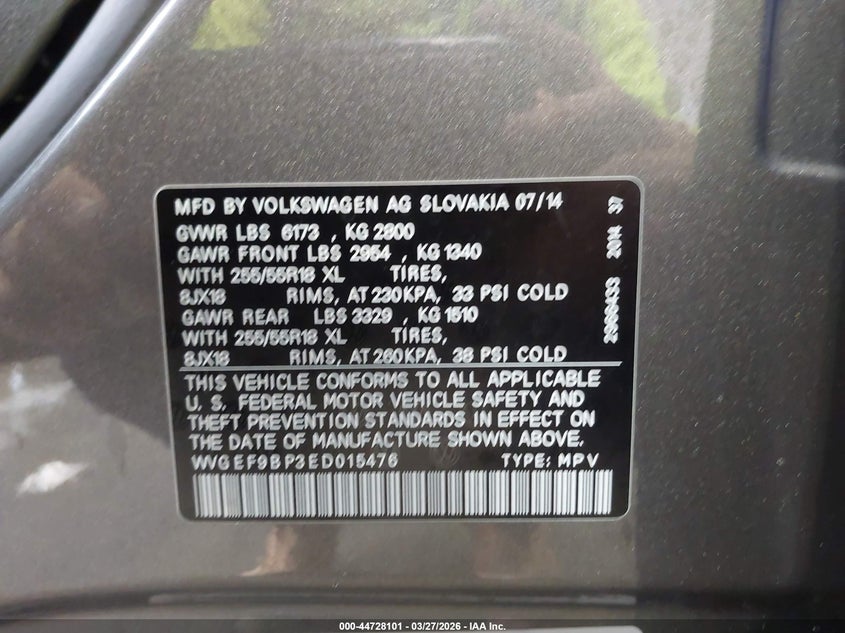 MFD BY VOLKSWAGEN AG SLOVAKIA 07/14
GVWR LBS 6173 , KG 2800
GAWR FRONT LBS 2954 , KG 1340
WITH 255/55R18 XL TIRES,
8JX18 RIMS, AT 230KPA, 33 PSI COLD
GAWR REAR LBS 3329 , KG 1510
WITH 255/55R18 XL TIRES,
8JX18 RIMS, AT 260KPA, 38 PSI COLD
THIS VEHICLE CONFORMS TO ALL APPLICABLE
U. S. FEDERAL MOTOR VEHICLE SAFETY AND
THEFT PREVENTION STANDARDS IN EFFECT ON
THE DATE OF MANUFACTURE SHOWN ABOVE.
WVGEF9BP3ED015476 TYPE: MPV
2014 37
000-44728101 — 03/27/2026 — IAA Inc.